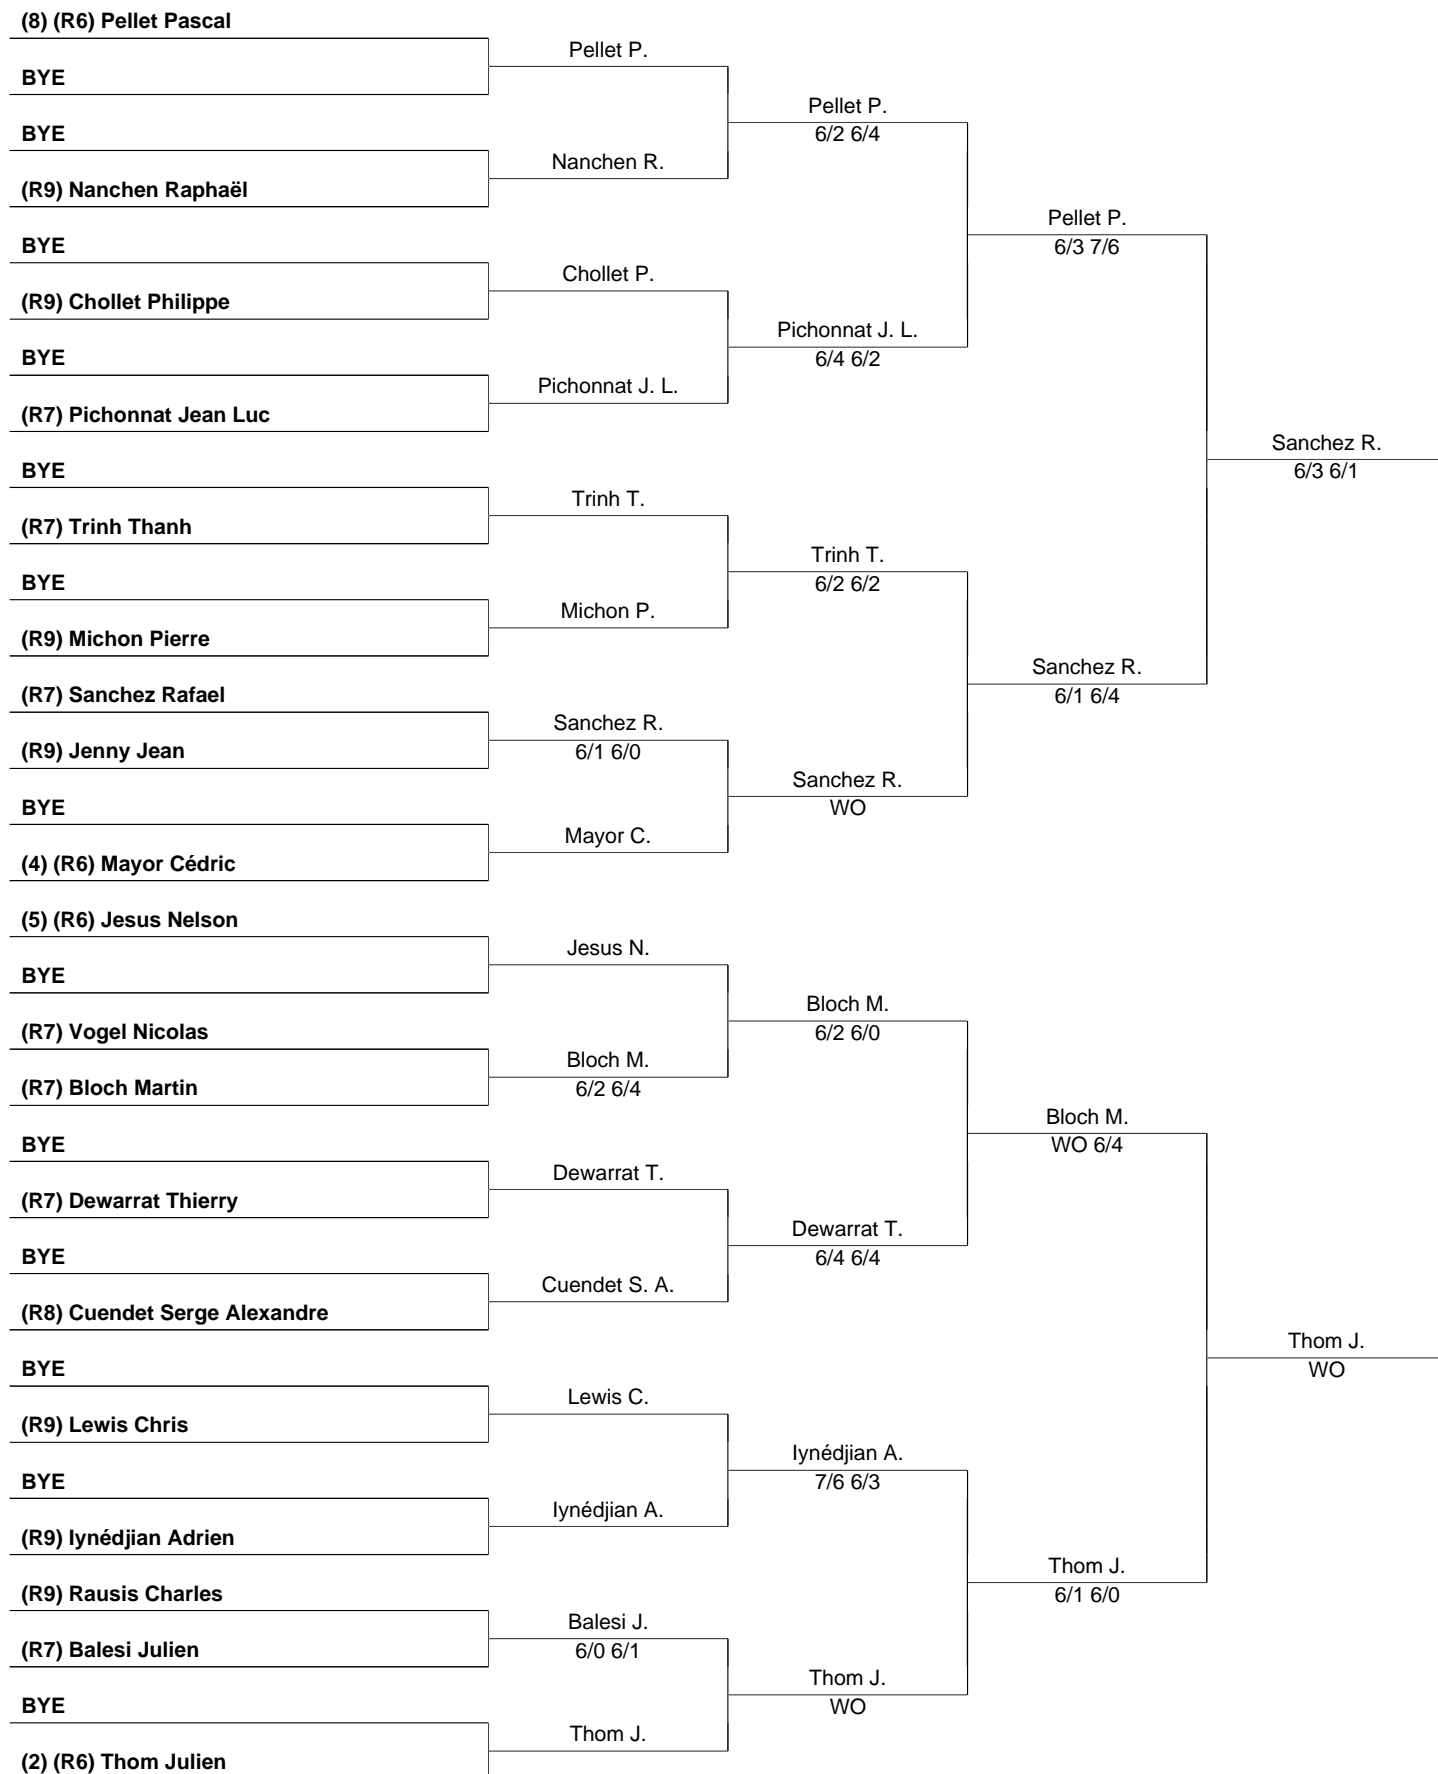 (8) (R6) Pellet Pascal
Pellet P.
BYE
Pellet P.
6/2 6/4
BYE
Nanchen R.
(R9) Nanchen Raphaël
Pellet P.
6/3 7/6
BYE
Chollet P.
(R9) Chollet Philippe
Pichonnat J. L.
6/4 6/2
BYE
Pichonnat J. L.
(R7) Pichonnat Jean Luc
Sanchez R.
6/3 6/1
BYE
Trinh T.
(R7) Trinh Thanh
Trinh T.
6/2 6/2
BYE
Michon P.
(R9) Michon Pierre
Sanchez R.
6/1 6/4
(R7) Sanchez Rafael
Sanchez R.
6/1 6/0
(R9) Jenny Jean
Sanchez R.
WO
BYE
Mayor C.
(4) (R6) Mayor Cédric
(5) (R6) Jesus Nelson
Jesus N.
BYE
Bloch M.
6/2 6/0
(R7) Vogel Nicolas
Bloch M.
6/2 6/4
(R7) Bloch Martin
Bloch M.
WO 6/4
BYE
Dewarrat T.
(R7) Dewarrat Thierry
Dewarrat T.
6/4 6/4
BYE
Cuendet S. A.
(R8) Cuendet Serge Alexandre
Thom J.
WO
BYE
Lewis C.
(R9) Lewis Chris
Iynédjian A.
7/6 6/3
BYE
Iynédjian A.
(R9) Iynédjian Adrien
Thom J.
6/1 6/0
(R9) Rausis Charles
Balesi J.
6/0 6/1
(R7) Balesi Julien
Thom J.
WO
BYE
Thom J.
(2) (R6) Thom Julien